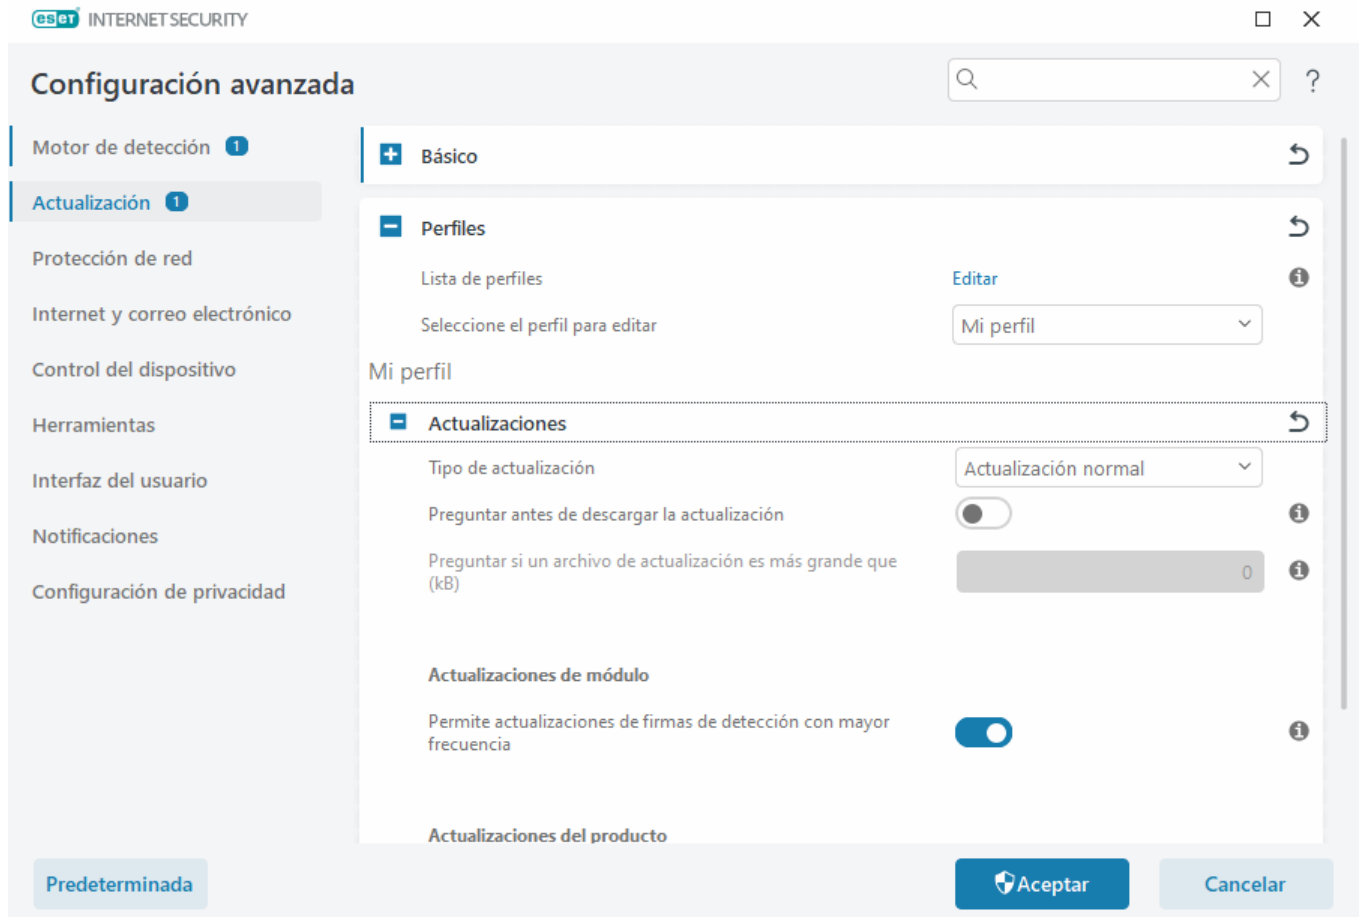 eset INTERNET SECURITY
Configuración avanzada
?
Motor de detección 1
Actualización 1
Protección de red
Internet y correo electrónico
Control del dispositivo
Herramientas
Interfaz del usuario
Notificaciones
Configuración de privacidad
Básico
Perfiles
Lista de perfiles Editar
Seleccione el perfil para editar Mi perfil
Mi perfil
Actualizaciones
Tipo de actualización Actualización normal
Preguntar antes de descargar la actualización
Preguntar si un archivo de actualización es más grande que
(kB) 0
Actualizaciones de módulo
Permite actualizaciones de firmas de detección con mayor
frecuencia
Actualizaciones del producto
Predeterminada Aceptar Cancelar